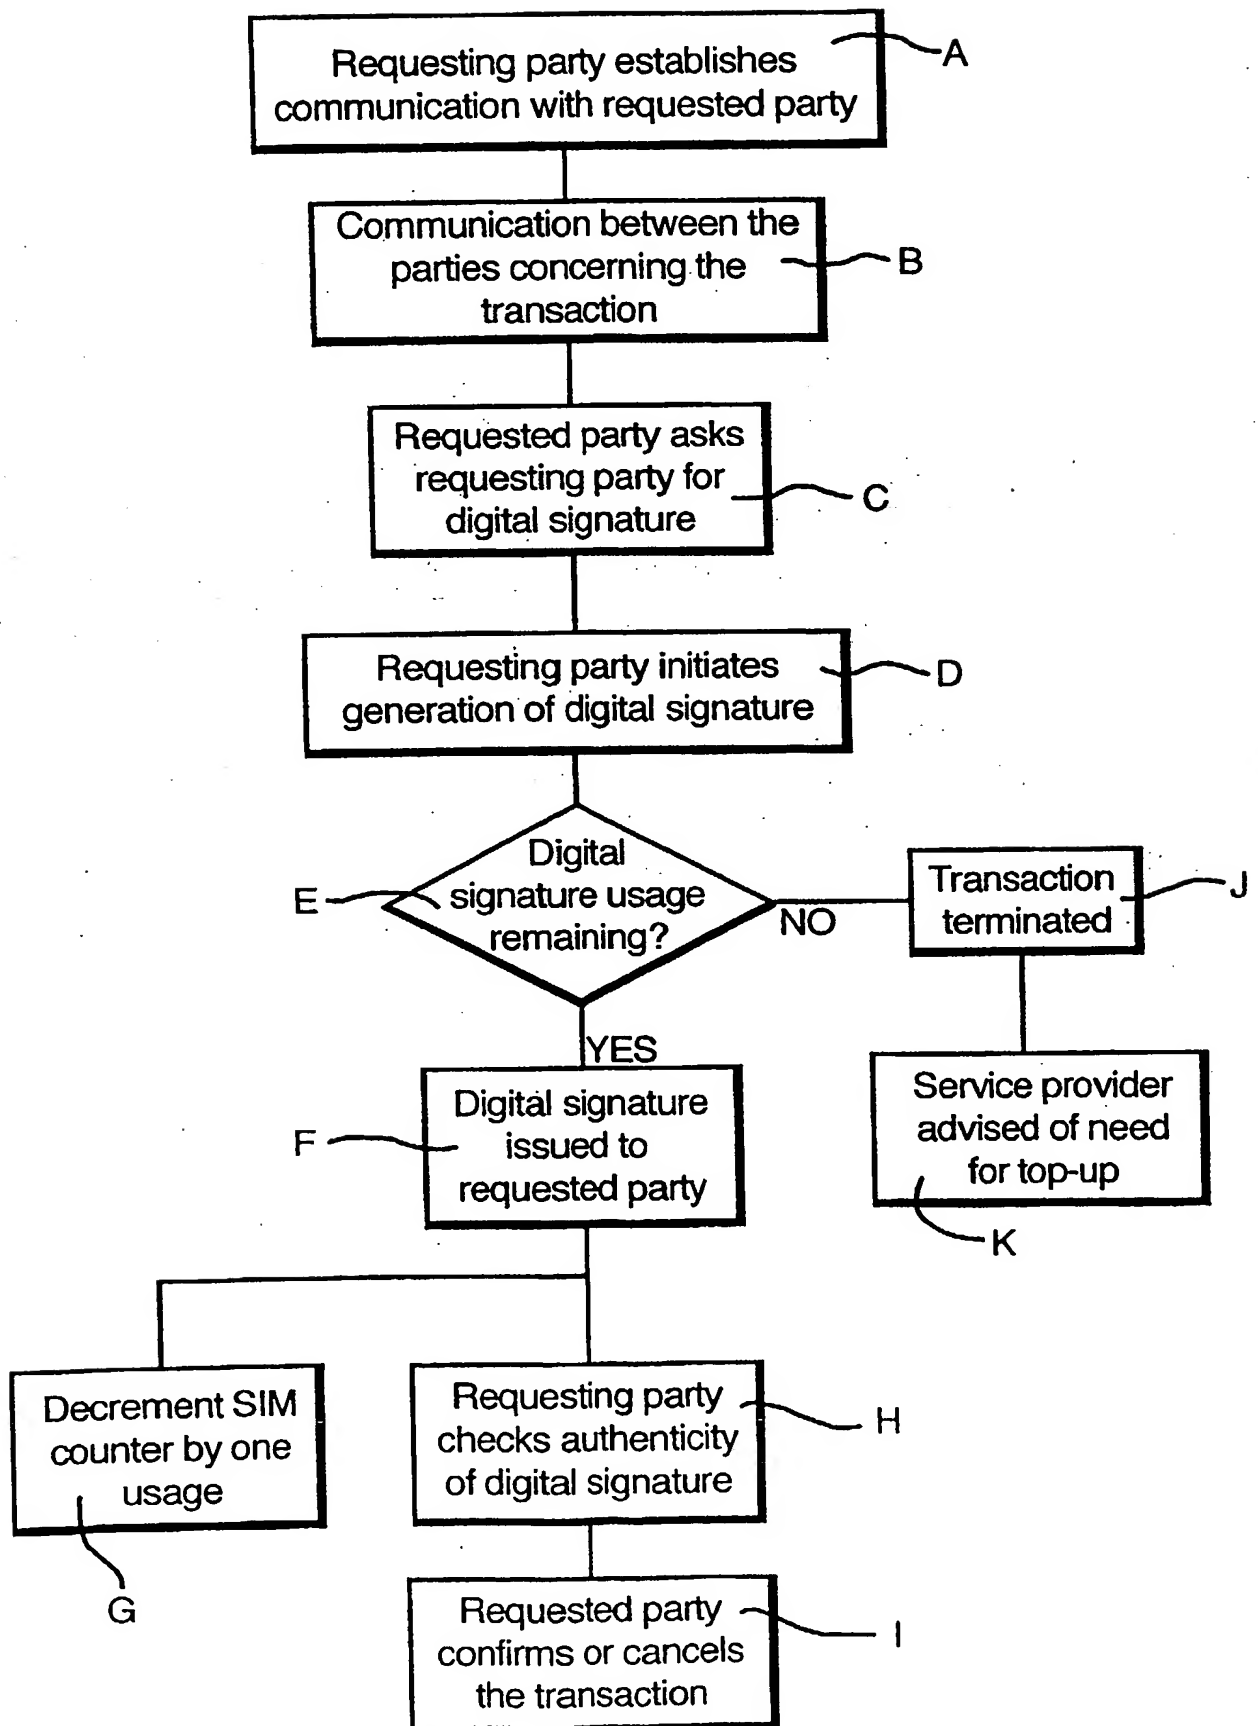 Requesting party establishes
communication with requested party
A
Communication between the
parties concerning the
transaction
B
Requested party asks
requesting party for
digital signature
C
Requesting party initiates
generation of digital signature
D
Digital
signature usage
remaining?
E
NO
Transaction
terminated
J
YES
Digital signature
issued to
requested party
F
Service provider
advised of need
for top-up
K
Decrement SIM
counter by one
usage
G
Requesting party
checks authenticity
of digital signature
H
Requested party
confirms or cancels
the transaction
I